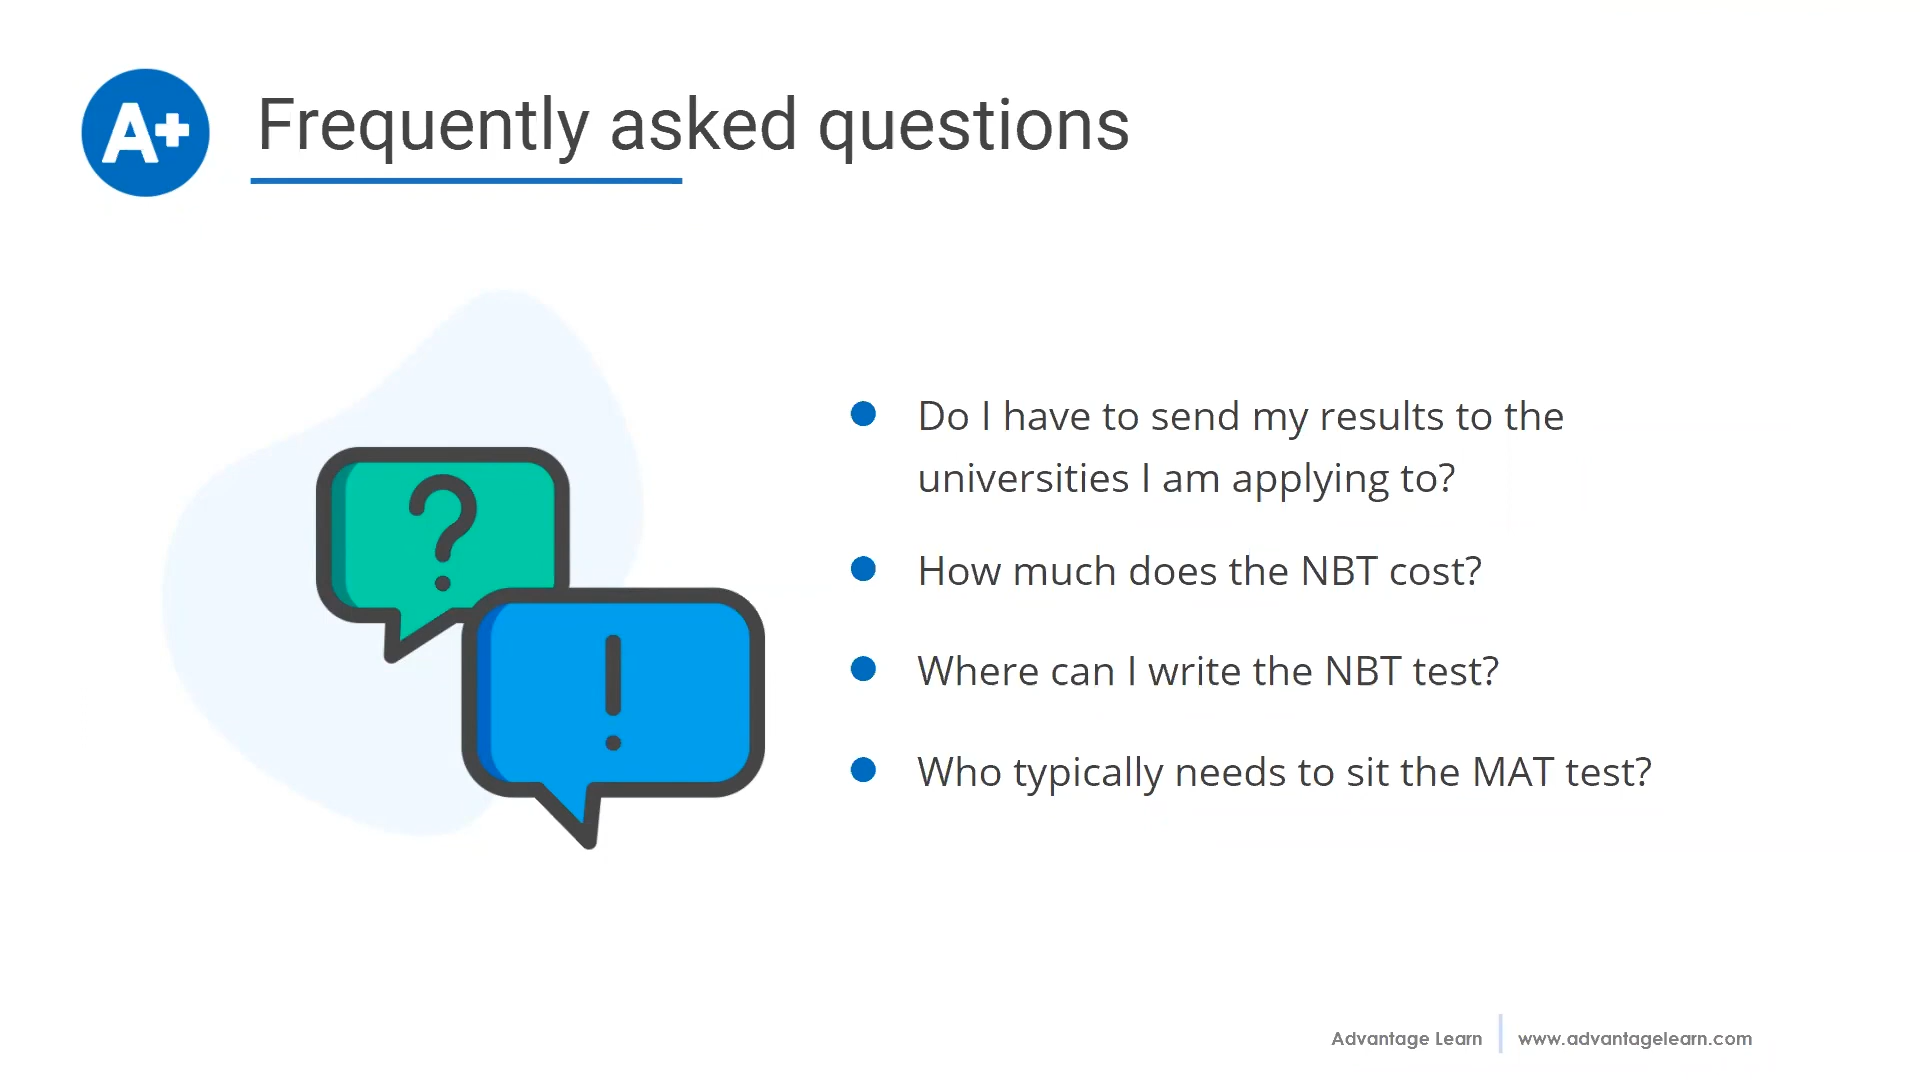 A+
Frequently asked questions
?
!
Do I have to send my results to the
universities I am applying to?
How much does the NBT cost?
Where can I write the NBT test?
Who typically needs to sit the MAT test?
Advantage Learn | www.advantagelearn.com